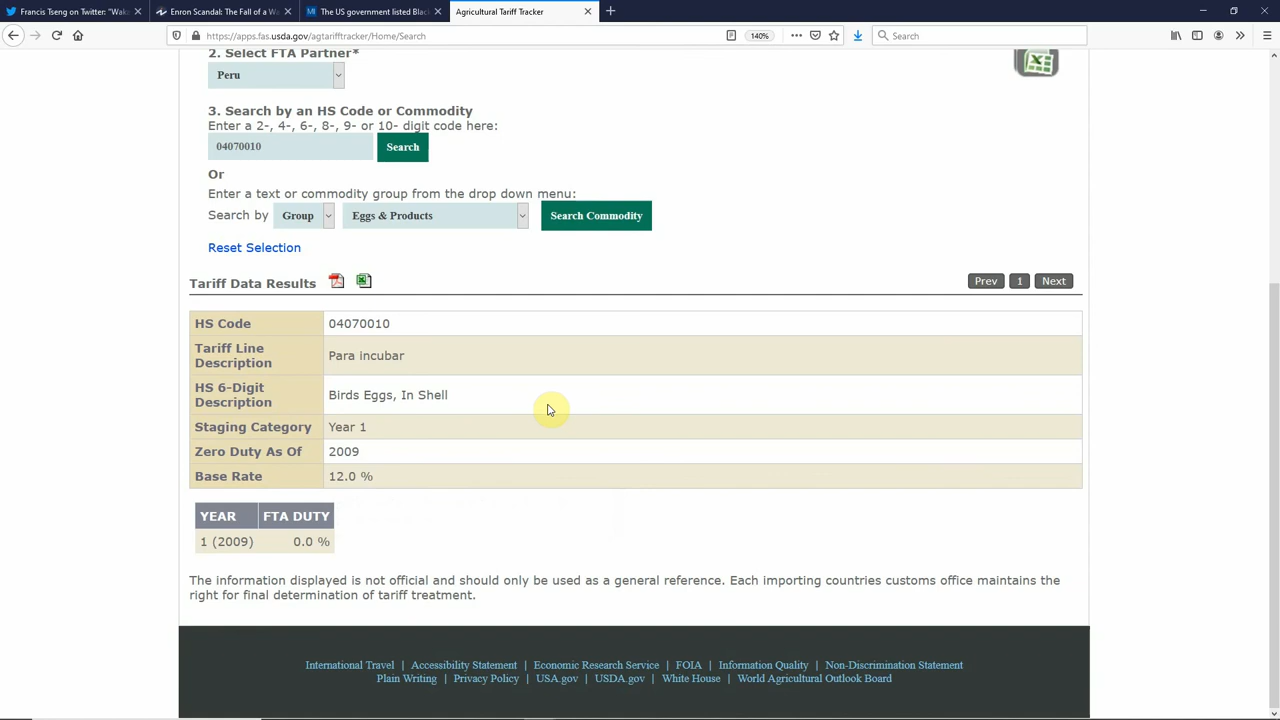 Francis Tseng on Twitter: "Wak
Enron Scandal: The Fall of a Wa
The US government listed Blac
Agricultural Tariff Tracker
https://apps.fas.usda.gov/agtarifftracker/Home/Search
140%
Search
2. Select FTA Partner*
Peru
3. Search by an HS Code or Commodity
Enter a 2-, 4-, 6-, 8-, 9- or 10- digit code here:
04070010
Search
Or
Enter a text or commodity group from the drop down menu:
Search by Group Eggs & Products Search Commodity
Reset Selection
Tariff Data Results
Prev 1 Next
HS Code 04070010
Tariff Line Description Para incubar
HS 6-Digit Description Birds Eggs, In Shell
Staging Category Year 1
Zero Duty As Of 2009
Base Rate 12.0 %
YEAR FTA DUTY
1 (2009) 0.0 %
The information displayed is not official and should only be used as a general reference. Each importing countries customs office maintains the
right for final determination of tariff treatment.
International Travel | Accessibility Statement | Economic Research Service | FOIA | Information Quality | Non-Discrimination Statement
Plain Writing | Privacy Policy | USA.gov | USDA.gov | White House | World Agricultural Outlook Board